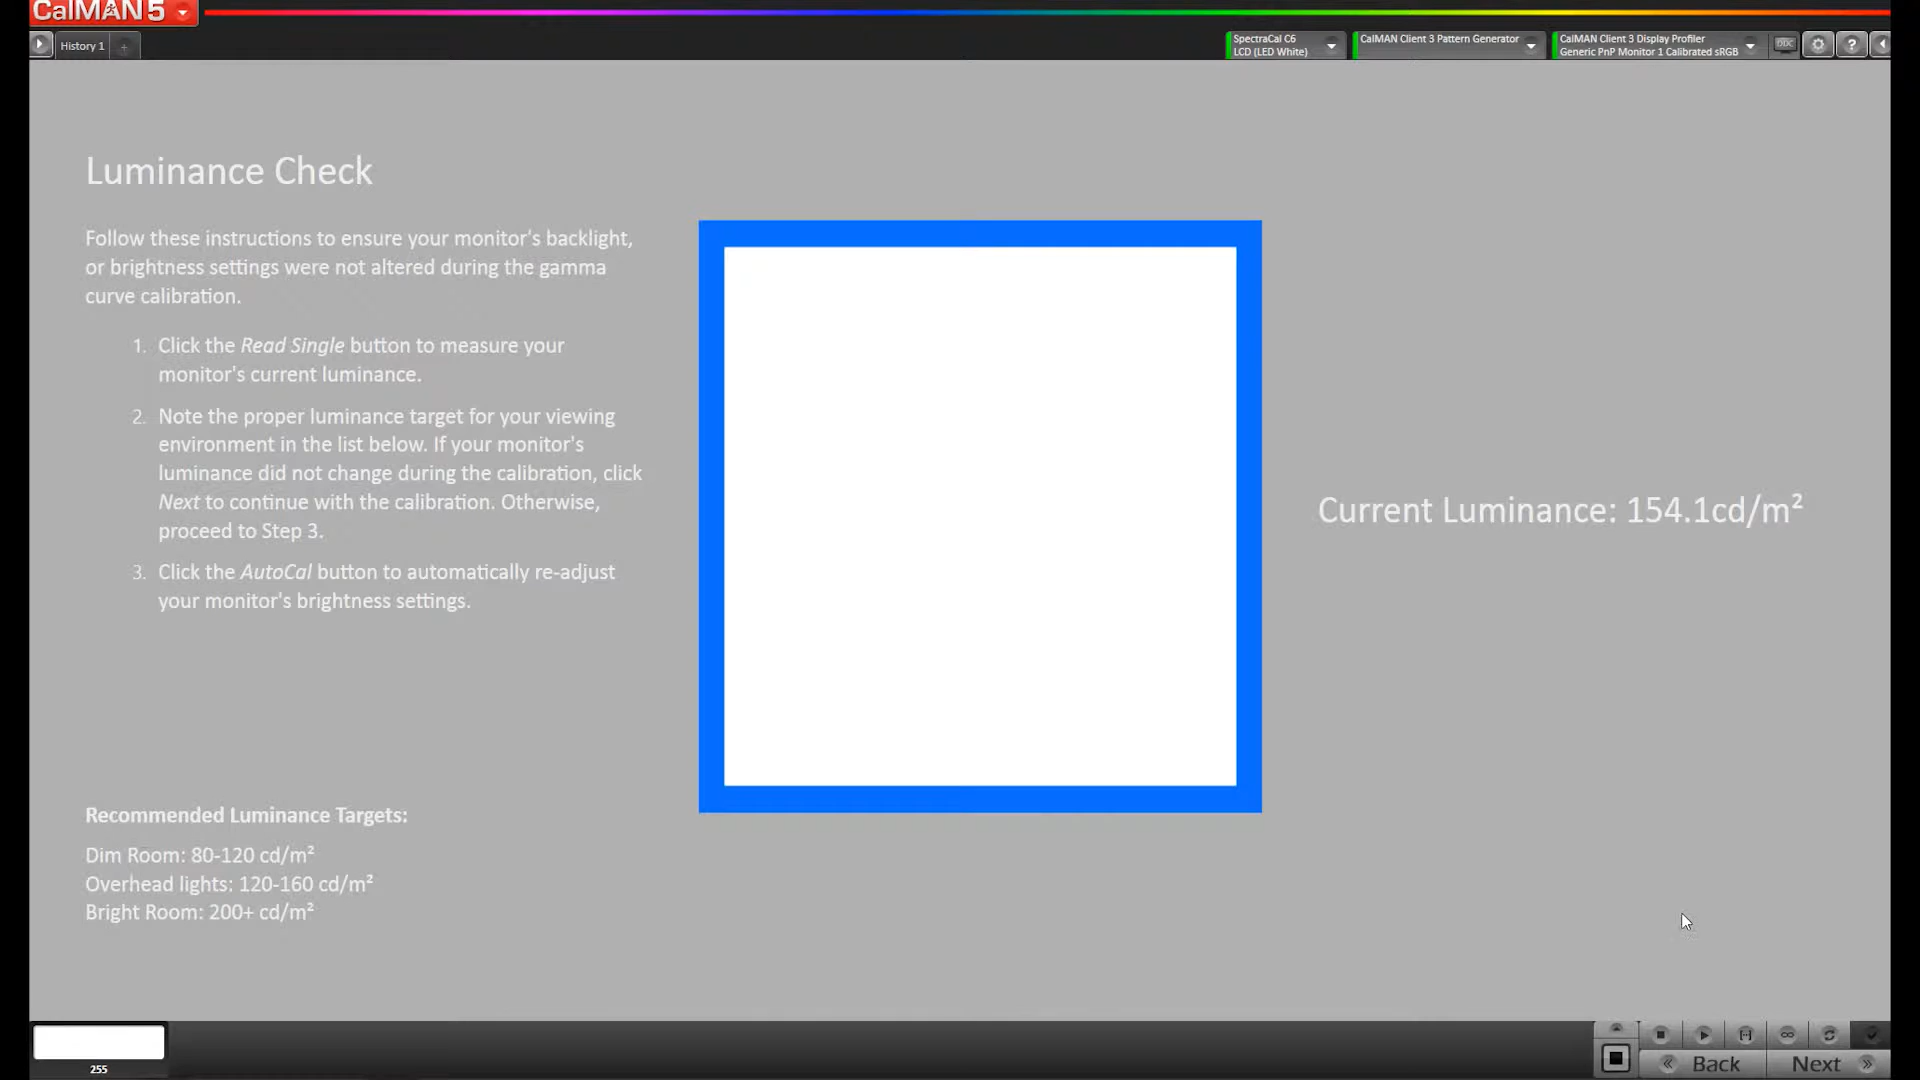 CalMAN 5
History 1
SpectraCal C6
LCD (LED White)
CalMAN Client 3 Pattern Generator
CalMAN Client 3 Display Profiler
Generic PnP Monitor 1 Calibrated sRGB
DDC
?
Luminance Check
Follow these instructions to ensure your monitor's backlight,
or brightness settings were not altered during the gamma
curve calibration.
1. Click the Read Single button to measure your
monitor's current luminance.
2. Note the proper luminance target for your viewing
environment in the list below. If your monitor's
luminance did not change during the calibration, click
Next to continue with the calibration. Otherwise,
proceed to Step 3.
3. Click the AutoCal button to automatically re-adjust
your monitor's brightness settings.
Current Luminance: 154.1cd/m²
Recommended Luminance Targets:
Dim Room: 80-120 cd/m²
Overhead lights: 120-160 cd/m²
Bright Room: 200+ cd/m²
255
Back
Next